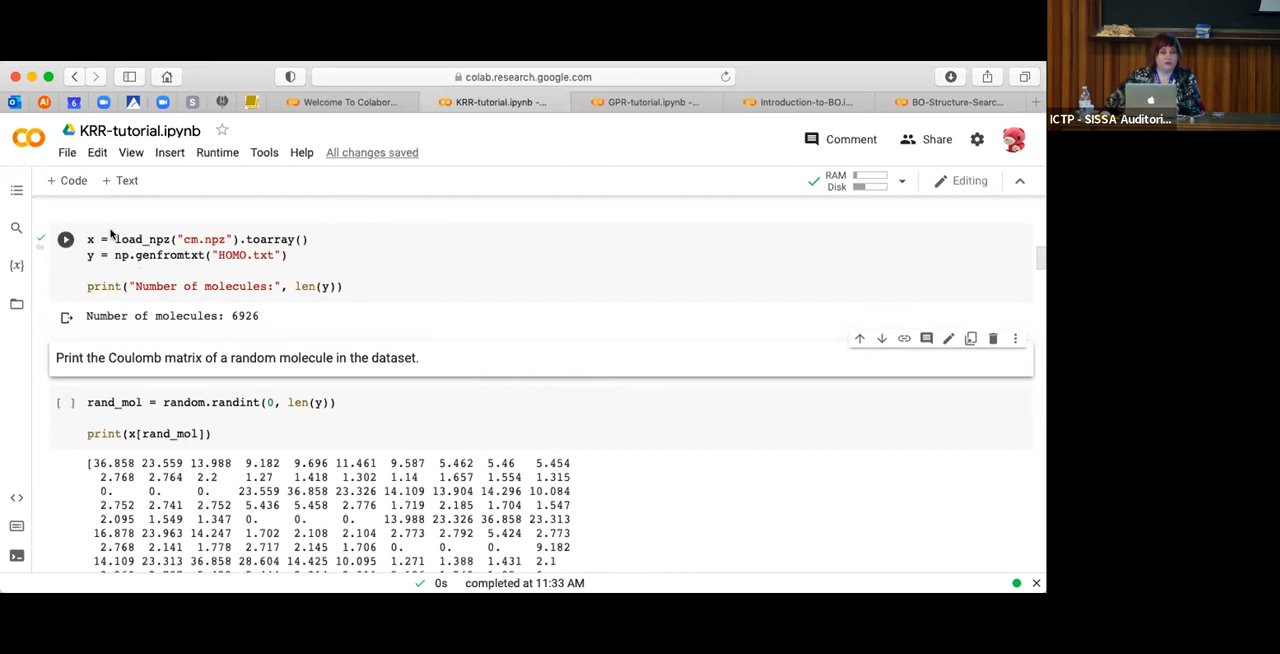 colab.research.google.com
Welcome To Colabor...
KRR-tutorial.ipynb -...
GPR-tutorial.ipynb -...
Introduction-to-BO.i...
BO-Structure-Searc...
KRR-tutorial.ipynb
File Edit View Insert Runtime Tools Help All changes saved
Comment
Share
+ Code + Text
RAM
Disk
Editing
x = load_npz("cm.npz").toarray()
y = np.genfromtxt("HOMO.txt")
print("Number of molecules:", len(y))
0s
Number of molecules: 6926
Print the Coulomb matrix of a random molecule in the dataset.
[ ] rand_mol = random.randint(0, len(y))
print(x[rand_mol])
[36.858 23.559 13.988 9.182 9.696 11.461 9.587 5.462 5.46 5.454
2.768 2.764 2.2 1.27 1.418 1.302 1.14 1.657 1.554 1.315
0. 0. 0. 23.559 36.858 23.326 14.109 13.904 14.296 10.084
2.752 2.741 2.752 5.436 5.458 2.776 1.719 2.185 1.704 1.547
2.095 1.549 1.347 0. 0. 0. 13.988 23.326 36.858 23.313
16.878 23.963 14.247 1.702 2.108 2.104 2.773 2.792 5.424 2.773
2.768 2.141 1.778 2.717 2.145 1.706 0. 0. 0. 9.182
14.109 23.313 36.858 28.604 14.425 10.095 1.271 1.388 1.431 2.1
0s completed at 11:33 AM
ICTP - SISSA Auditori...